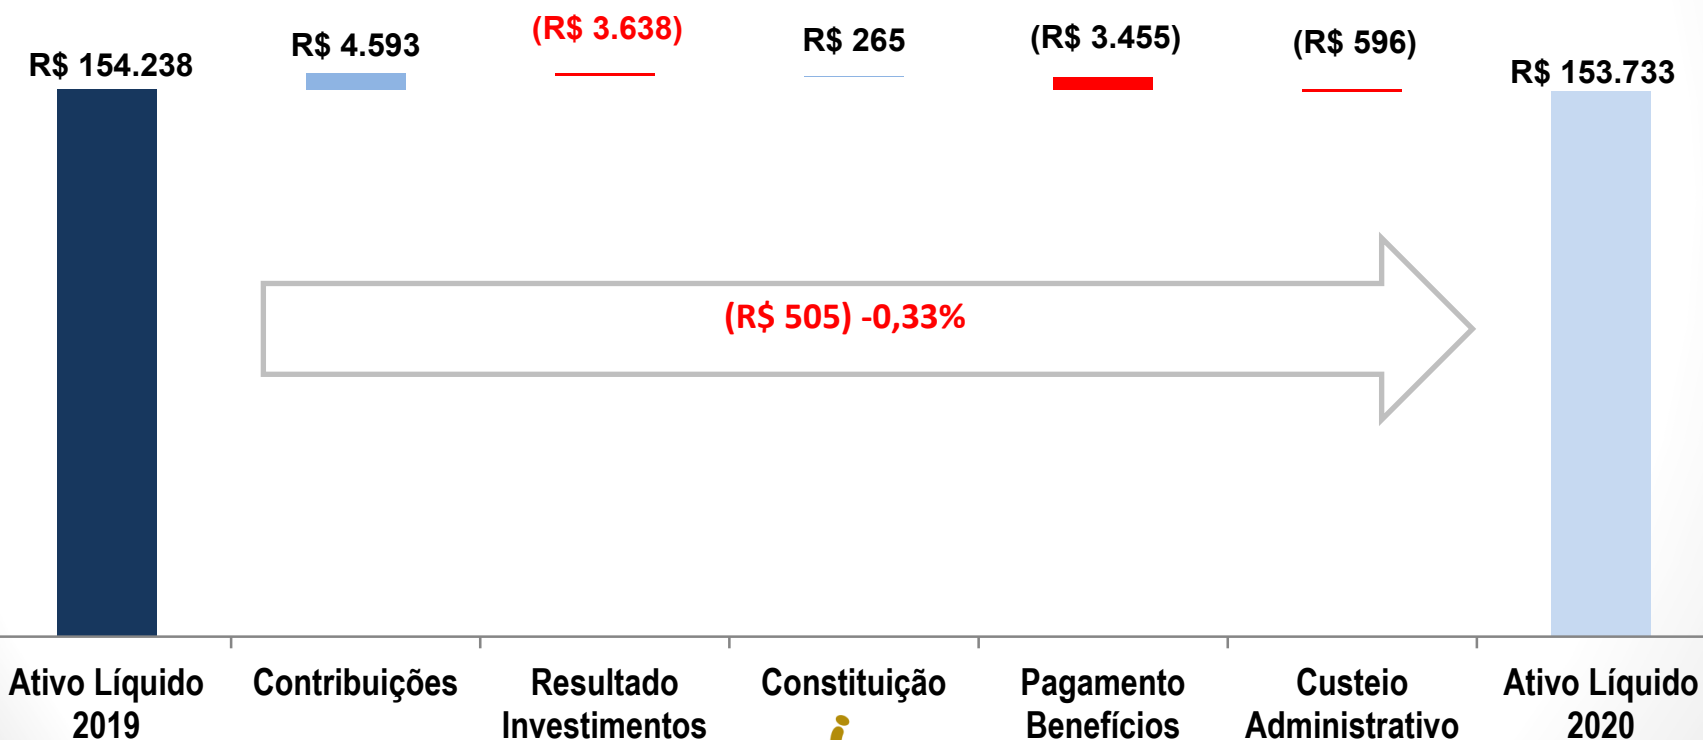 R$ 154.238
R$ 4.593
(R$ 3.638)
R$ 265
(R$ 3.455)
(R$ 596)
R$ 153.733
(R$ 505) -0,33%
Ativo Líquido
2019
Contribuições
Resultado
Investimentos
Constituição
Pagamento
Benefícios
Custeio
Administrativo
Ativo Líquido
2020